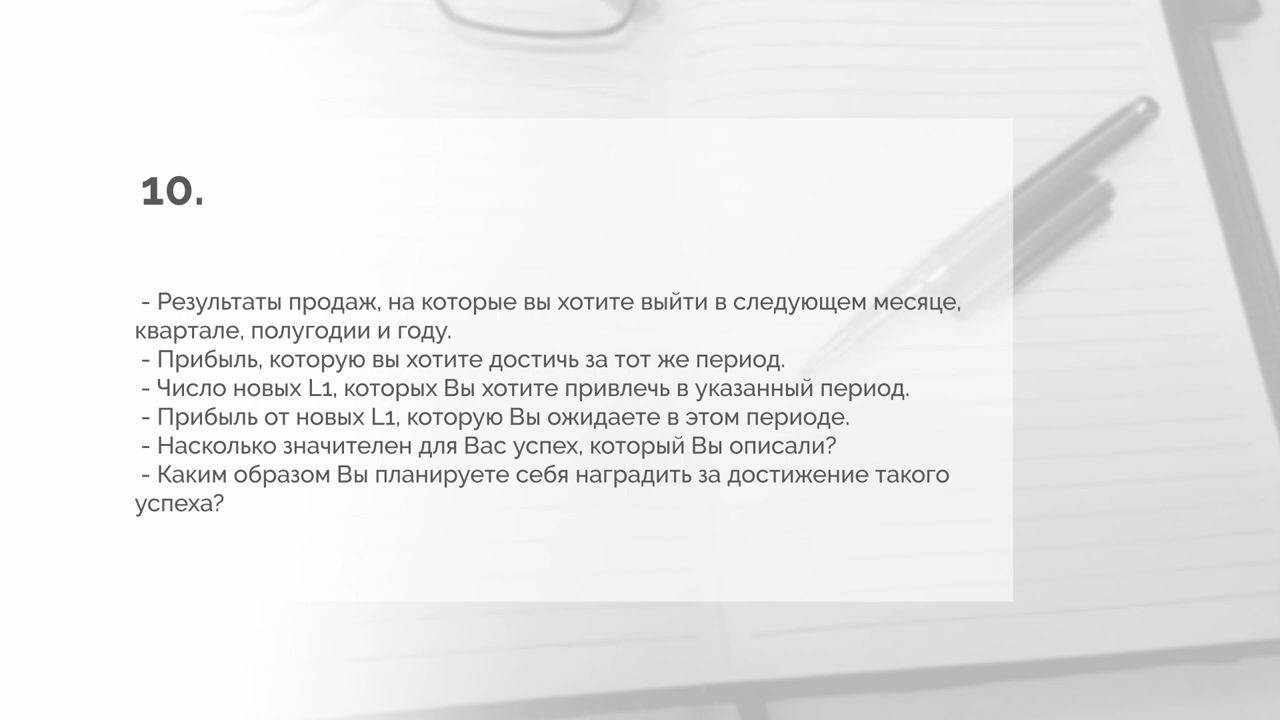 10.
- Результаты продаж, на которые вы хотите выйти в следующем месяце,
квартале, полугодии и году.
- Прибыль, которую вы хотите достичь за тот же период.
- Число новых L1, которых Вы хотите привлечь в указанный период.
- Прибыль от новых L1, которую Вы ожидаете в этом периоде.
- Насколько значителен для Вас успех, который Вы описали?
- Каким образом Вы планируете себя наградить за достижение такого
успеха?